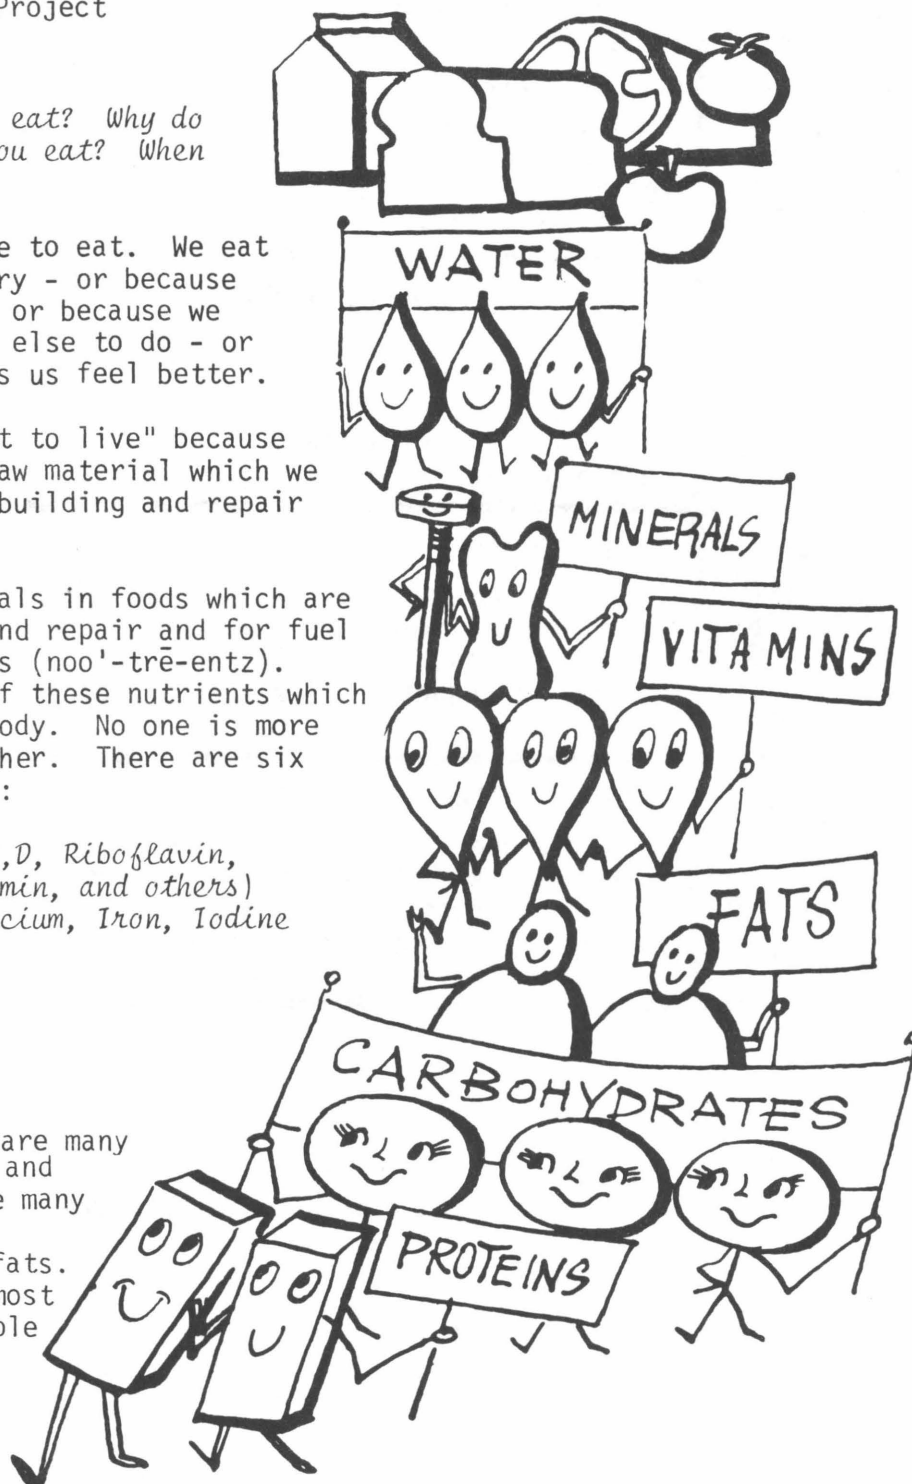 Project
eat? Why do
ou eat? When
e to eat. We eat
ry - or because
or because we
else to do - or
s us feel better.
t to live" because
aw material which we
building and repair
als in foods which are
nd repair and for fuel
s (noo'-trē-entz).
f these nutrients which
ody. No one is more
her. There are six
:
,D, Riboflavin,
min, and others)
cium, Iron, Iodine
are many
and
e many
fats.
most
ple
WATER
MINERALS
VITAMINS
FATS
CARBOHYDRATES
PROTEINS